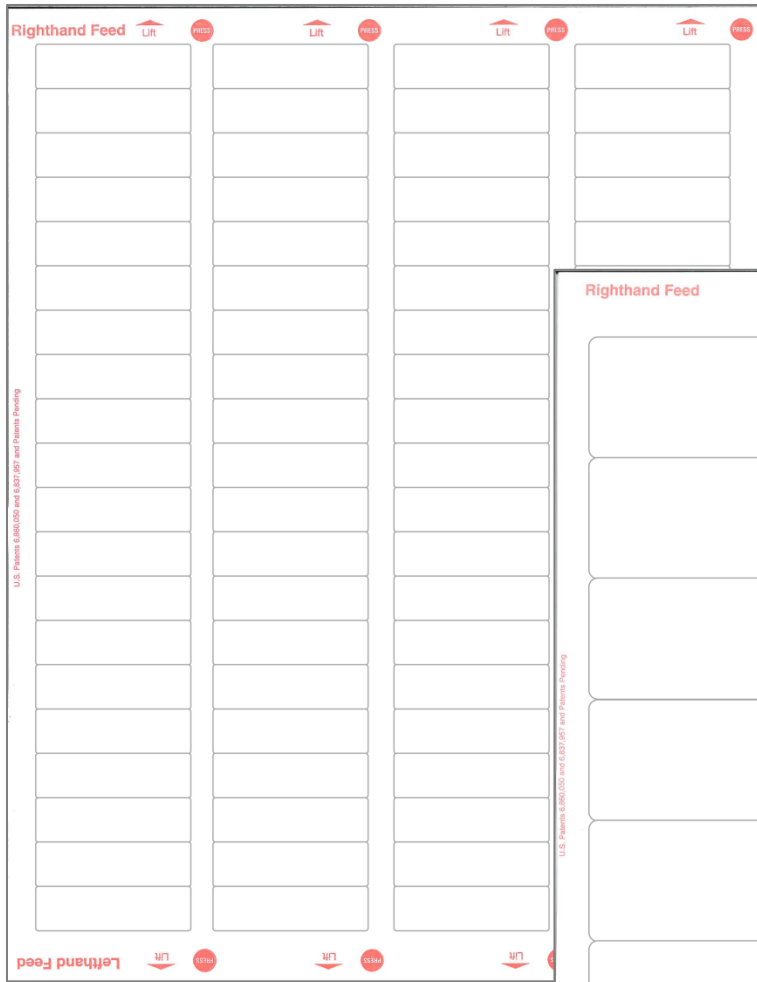 Righthand Feed Lift PRESS Lift PRESS Lift PRESS Lift PRESS
U.S. Patents 6,860,050 and 6,837,957 and Patents Pending
Righthand Feed
U.S. Patents 6,860,050 and 6,837,957 and Patents Pending
Lefthand Feed Lift PRESS Lift PRESS Lift